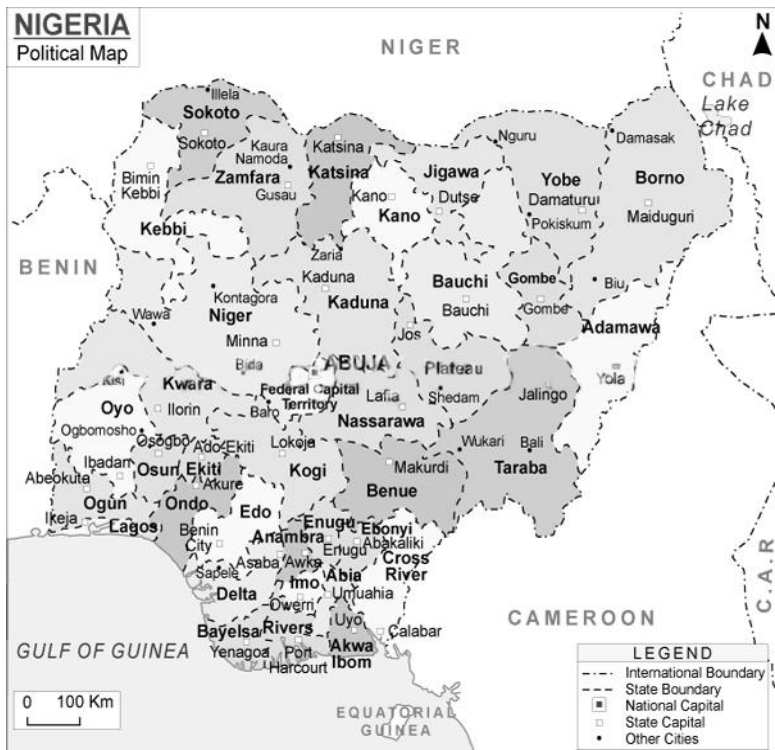 NIGERIA
Political Map
N
NIGER
CHAD
Lake
Chad
Illela
Sokoto
Sokoto
Katsina
Nguru
Damasak
Kaura
Namoda
Bimin
Kebbi
Zamfara
Gusau
Katsina
Jigawa
Yobe
Borno
Kano
Kano
Dutse
Damaturu
Pokiskum
Maiduguri
Kebbi
BENIN
Zaria
Kaduna
Kaduna
Bauchi
Bauchi
Gombe
Gombe
Biu
Kontagora
Wawa
Niger
Minna
Jos
Adamawa
Bida
ABUJA
Plateau
Kisi
Kwara
Federal Capital
Territory
Lafia
Shedam
Jalingo
Yola
Oyo
Ilorin
Baro
Nassarawa
Ogbomosho
Osogbo
Ado-Ekiti
Lokoja
Wukari
Bali
Ibadan
Osun
Ekiti
Kogi
Makurdi
Taraba
Abeokuta
Akure
Benue
Ogun
Ondo
Edo
Ikeja
Lagos
Benin
City
Anambra
Enugu
Ebonyi
Abakaliki
Enugu
Asaba
Awka
Cross
River
Sapele
Imo
Abia
Delta
Owerri
Umuahia
Uyo
Bayelsa
Rivers
Calabar
Yenagoa
Port
Harcourt
Akwa
Ibom
CAMEROON
C.A.R
GULF OF GUINEA
EQUATORIAL
GUINEA
0 100 Km
LEGEND
International Boundary
State Boundary
National Capital
State Capital
Other Cities